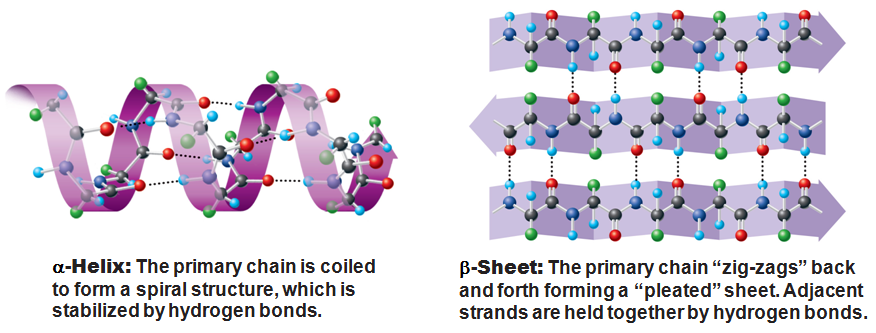 α-Helix: The primary chain is coiled
to form a spiral structure, which is
stabilized by hydrogen bonds.
β-Sheet: The primary chain “zig-zags” back
and forth forming a “pleated” sheet. Adjacent
strands are held together by hydrogen bonds.